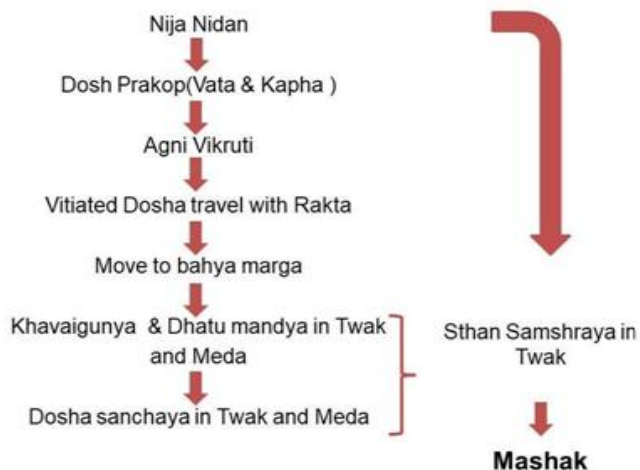 Nija Nidan
Dosh Prakop(Vata & Kapha )
Agni Vikruti
Vitiated Dosha travel with Rakta
Move to bahya marga
Khavaigunya & Dhatu mandya in Twak
and Meda
Dosha sanchaya in Twak and Meda
Sthan Samshraya in
Twak
Mashak